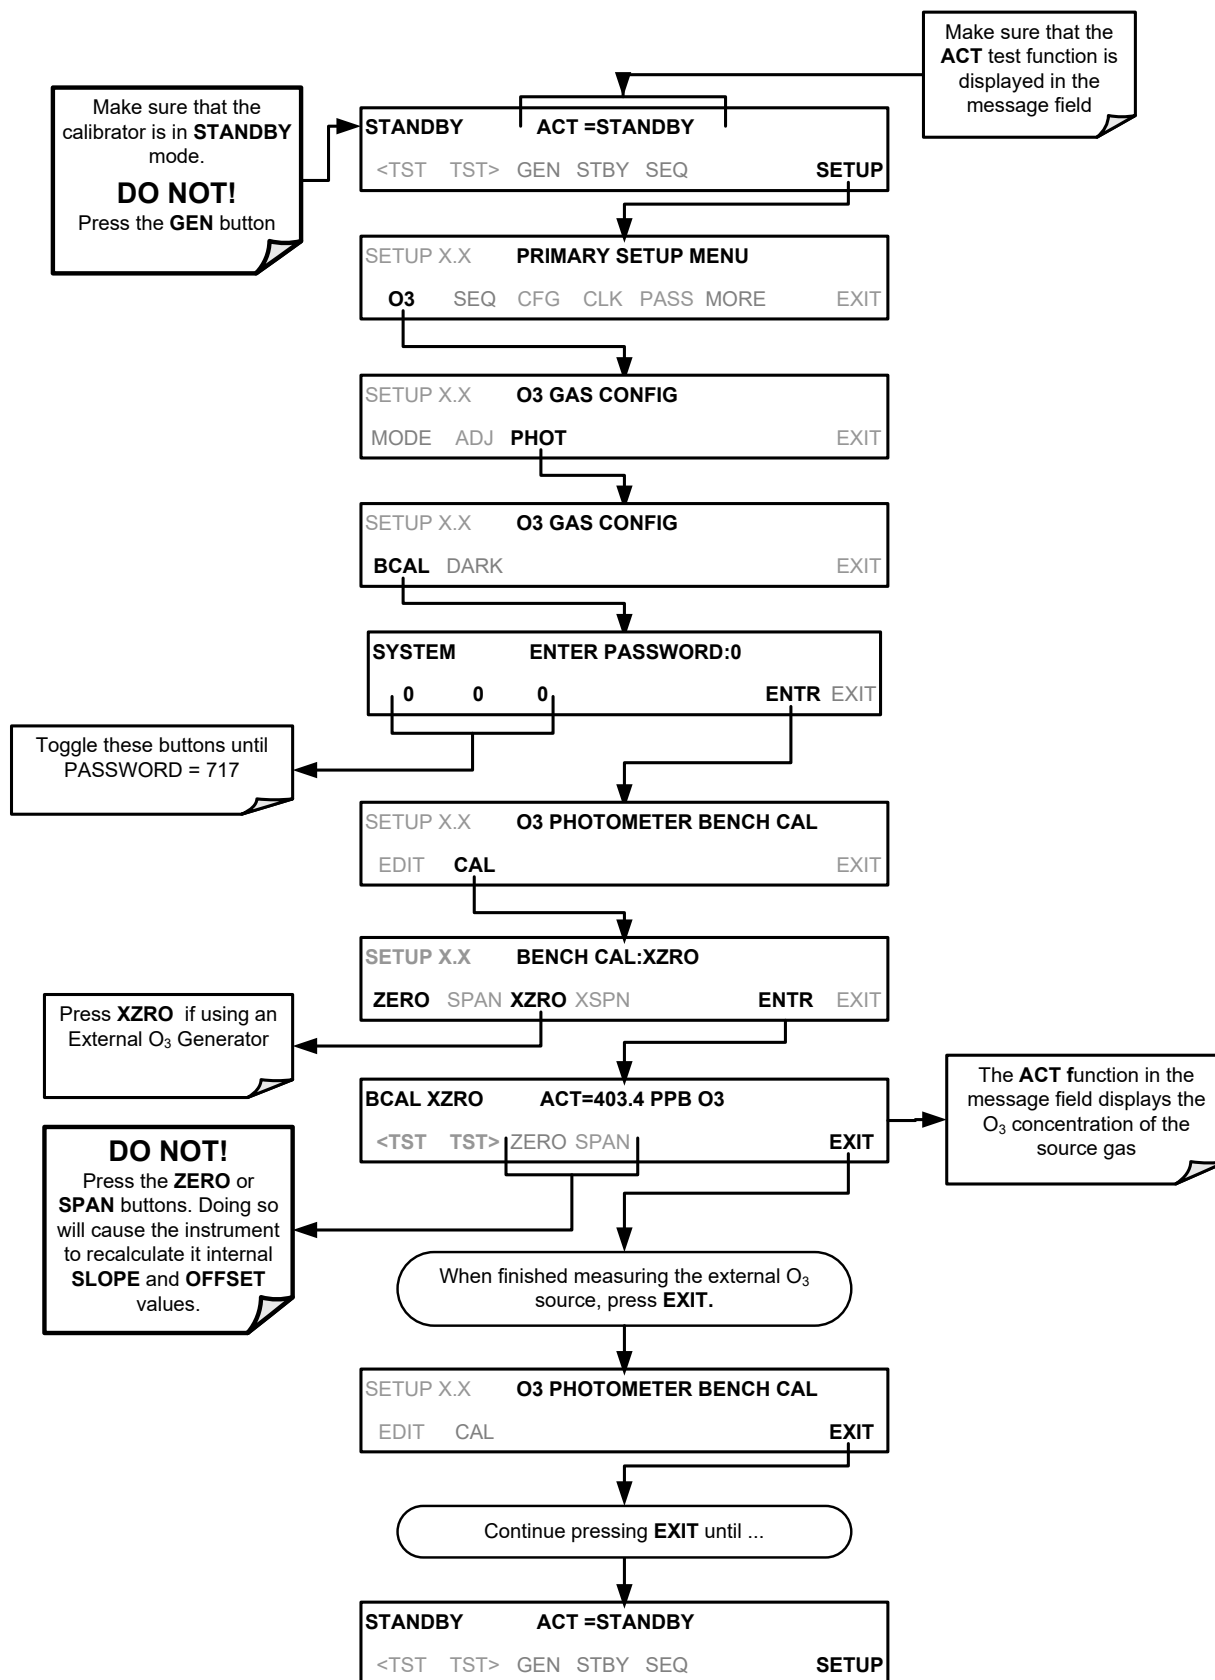 Make sure that the
ACT test function is
displayed in the
message field
Make sure that the
calibrator is in STANDBY
mode.
DO NOT!
Press the GEN button
STANDBY ACT =STANDBY
<TST TST> GEN STBY SEQ SETUP
SETUP X.X PRIMARY SETUP MENU
O3 SEQ CFG CLK PASS MORE EXIT
SETUP X.X O3 GAS CONFIG
MODE ADJ PHOT EXIT
SETUP X.X O3 GAS CONFIG
BCAL DARK EXIT
SYSTEM ENTER PASSWORD:0
0 0 0 ENTR EXIT
Toggle these buttons until
PASSWORD = 717
SETUP X.X O3 PHOTOMETER BENCH CAL
EDIT CAL EXIT
SETUP X.X BENCH CAL:XZRO
ZERO SPAN XZRO XSPN ENTR EXIT
Press XZRO if using an
External O₃ Generator
BCAL XZRO ACT=403.4 PPB O3
<TST TST> ZERO SPAN EXIT
The ACT function in the
message field displays the
O₃ concentration of the
source gas
DO NOT!
Press the ZERO or
SPAN buttons. Doing so
will cause the instrument
to recalculate it internal
SLOPE and OFFSET
values.
When finished measuring the external O₃
source, press EXIT.
SETUP X.X O3 PHOTOMETER BENCH CAL
EDIT CAL EXIT
Continue pressing EXIT until ...
STANDBY ACT =STANDBY
<TST TST> GEN STBY SEQ SETUP